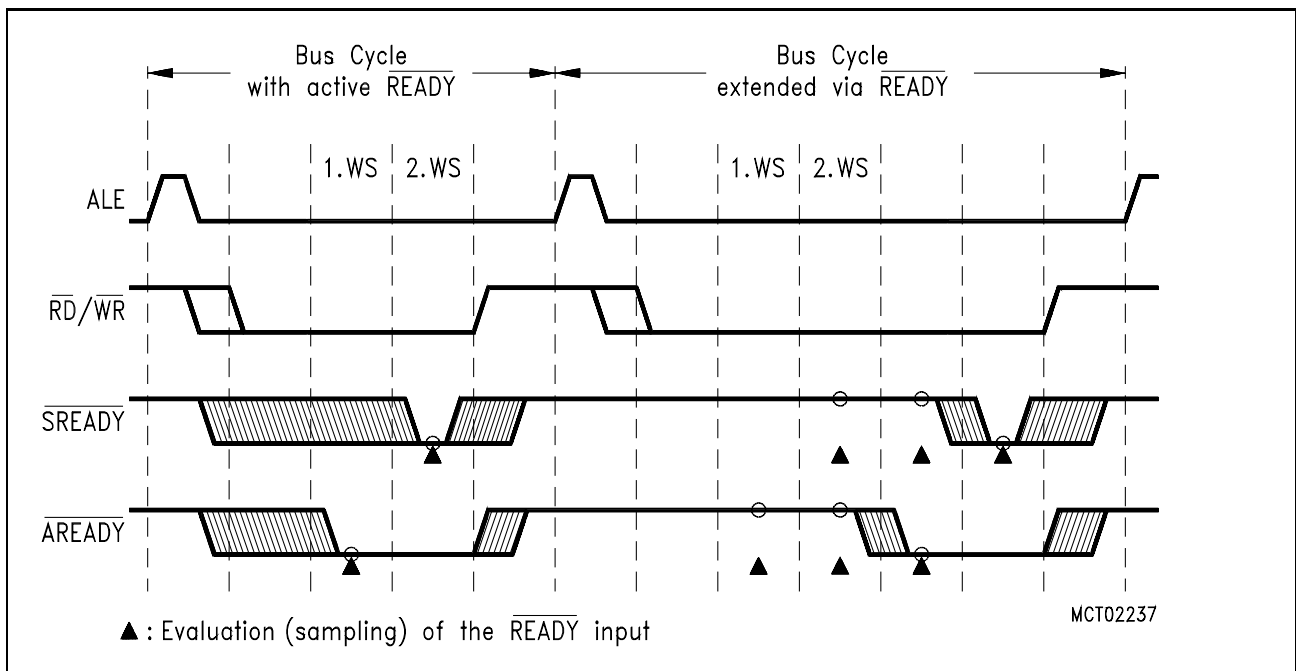 Bus Cycle
with active READY
Bus Cycle
extended via READY
1.WS 2.WS 1.WS 2.WS
ALE
RD/WR
SREADY
AREADY
MCT02237
▲ : Evaluation (sampling) of the READY input